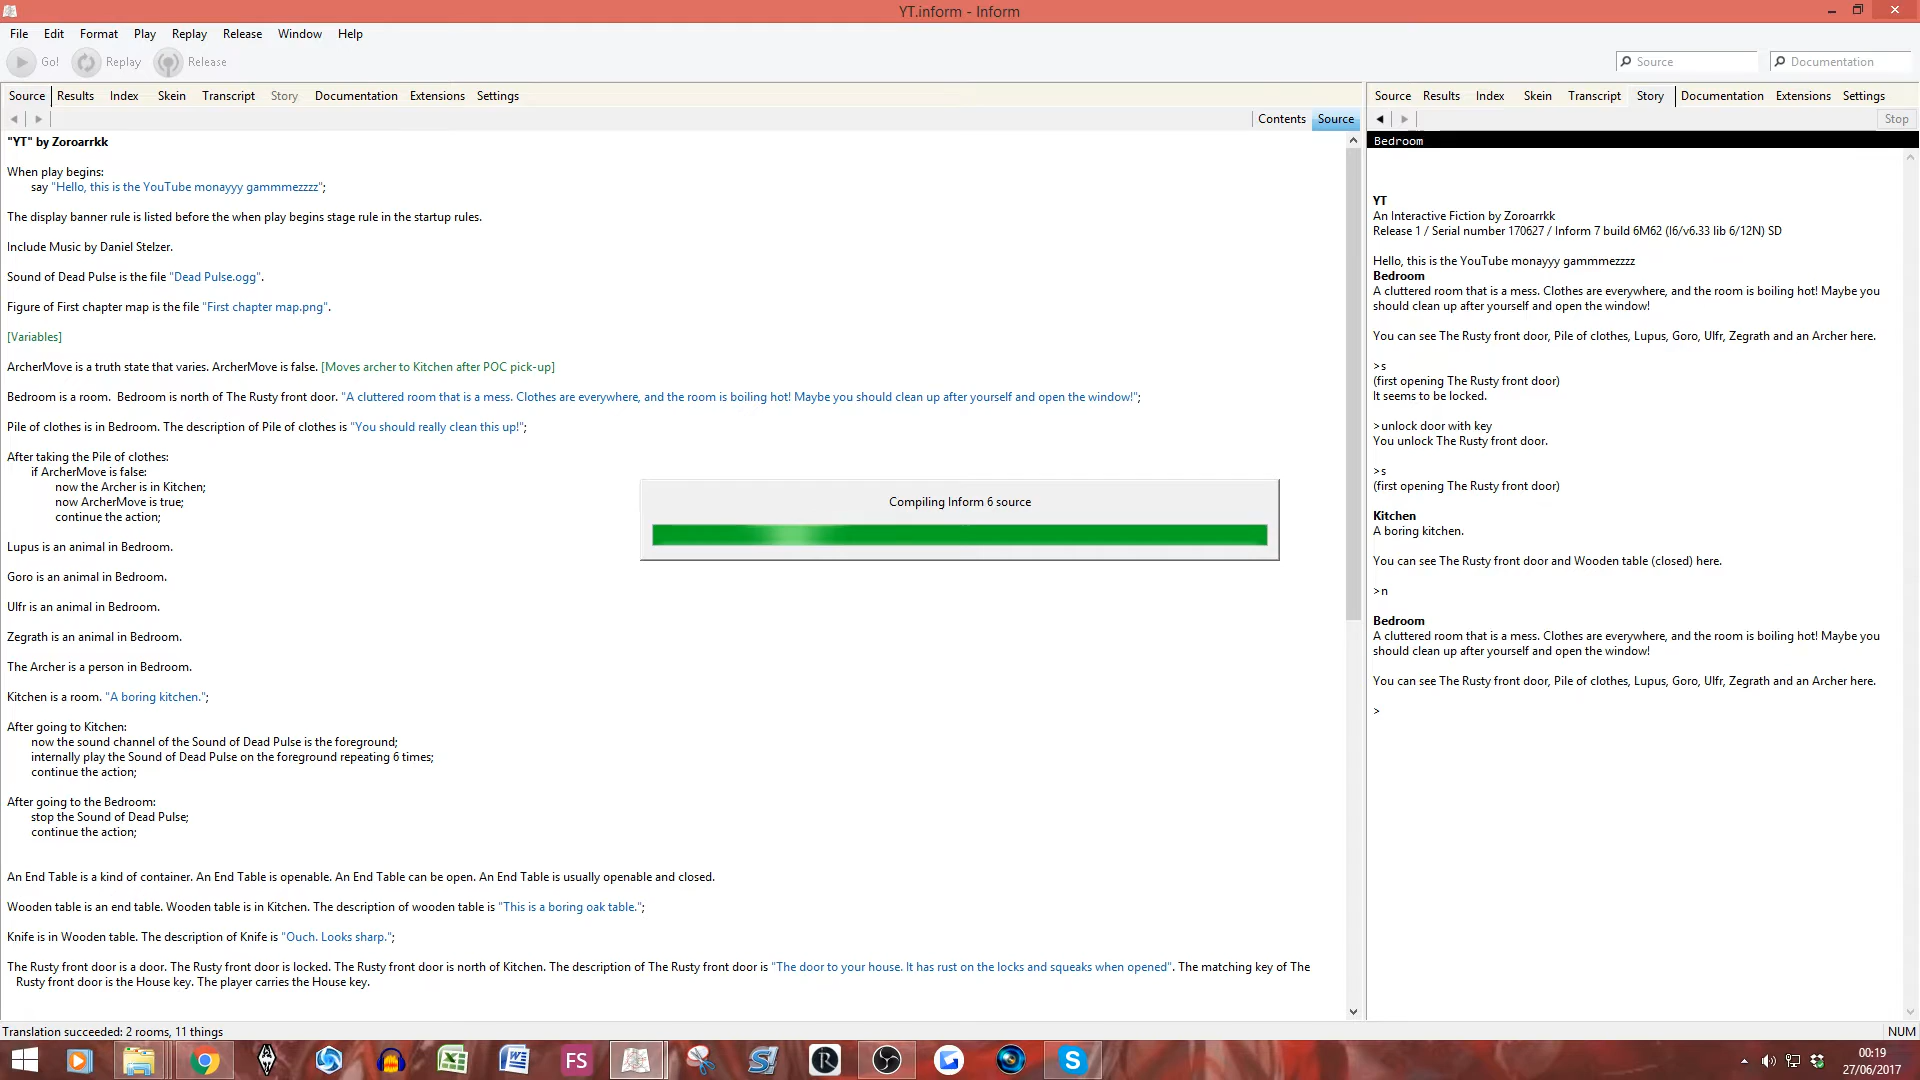 YT.inform - Inform
File Edit Format Play Replay Release Window Help
Go! Replay Release Source Documentation
Source Results Index Skein Transcript Story Documentation Extensions Settings
Contents Source
"YT" by Zoroarrkk
When play begins:
say "Hello, this is the YouTube monayyy gammmezzzz";
The display banner rule is listed before the when play begins stage rule in the startup rules.
Include Music by Daniel Stelzer.
Sound of Dead Pulse is the file "Dead Pulse.ogg".
Figure of First chapter map is the file "First chapter map.png".
[Variables]
ArcherMove is a truth state that varies. ArcherMove is false. [Moves archer to Kitchen after POC pick-up]
Bedroom is a room.  Bedroom is north of The Rusty front door. "A cluttered room that is a mess. Clothes are everywhere, and the room is boiling hot! Maybe you should clean up after yourself and open the window!";
Pile of clothes is in Bedroom. The description of Pile of clothes is "You should really clean this up!";
After taking the Pile of clothes:
if ArcherMove is false:
now the Archer is in Kitchen;
now ArcherMove is true;
continue the action;
Lupus is an animal in Bedroom.
Goro is an animal in Bedroom.
Ulfr is an animal in Bedroom.
Zegrath is an animal in Bedroom.
The Archer is a person in Bedroom.
Kitchen is a room. "A boring kitchen.";
After going to Kitchen:
now the sound channel of the Sound of Dead Pulse is the foreground;
internally play the Sound of Dead Pulse on the foreground repeating 6 times;
continue the action;
After going to the Bedroom:
stop the Sound of Dead Pulse;
continue the action;
An End Table is a kind of container. An End Table is openable. An End Table can be open. An End Table is usually openable and closed.
Wooden table is an end table. Wooden table is in Kitchen. The description of wooden table is "This is a boring oak table.";
Knife is in Wooden table. The description of Knife is "Ouch. Looks sharp.";
The Rusty front door is a door. The Rusty front door is locked. The Rusty front door is north of Kitchen. The description of The Rusty front door is "The door to your house. It has rust on the locks and squeaks when opened". The matching key of The
Rusty front door is the House key. The player carries the House key.
Compiling Inform 6 source
Source Results Index Skein Transcript Story Documentation Extensions Settings
Stop
Bedroom
YT
An Interactive Fiction by Zoroarrkk
Release 1 / Serial number 170627 / Inform 7 build 6M62 (I6/v6.33 lib 6/12N) SD
Hello, this is the YouTube monayyy gammmezzzz
Bedroom
A cluttered room that is a mess. Clothes are everywhere, and the room is boiling hot! Maybe you
should clean up after yourself and open the window!
You can see The Rusty front door, Pile of clothes, Lupus, Goro, Ulfr, Zegrath and an Archer here.
>s
(first opening The Rusty front door)
It seems to be locked.
>unlock door with key
You unlock The Rusty front door.
>s
(first opening The Rusty front door)
Kitchen
A boring kitchen.
You can see The Rusty front door and Wooden table (closed) here.
>n
Bedroom
A cluttered room that is a mess. Clothes are everywhere, and the room is boiling hot! Maybe you
should clean up after yourself and open the window!
You can see The Rusty front door, Pile of clothes, Lupus, Goro, Ulfr, Zegrath and an Archer here.
>
Translation succeeded: 2 rooms, 11 things
NUM
FS
00:19
27/06/2017